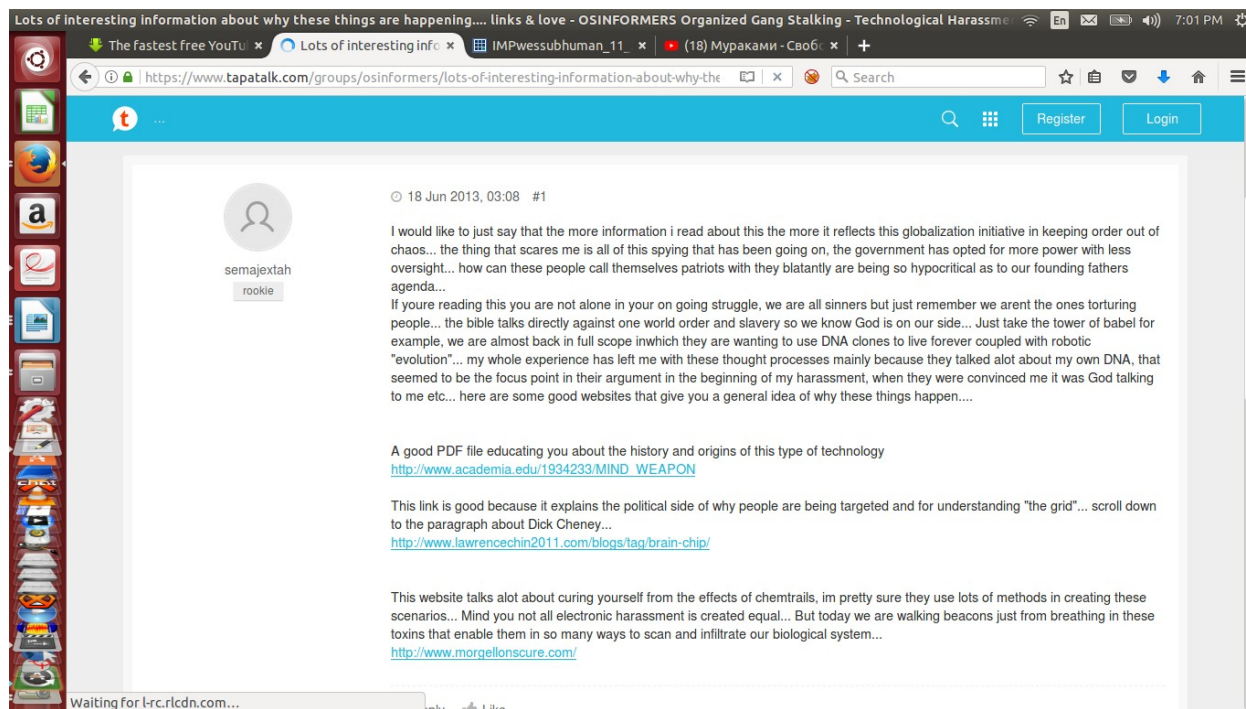 Lots of interesting information about why these things are happening.... links & love - OSINFORMERS Organized Gang Stalking - Technological Harassme
En
7:01 PM
The fastest free YouTu
Lots of interesting info
IMPwessubhuman_11_
(18) Мураками - Своб
https://www.tapatalk.com/groups/osinformers/lots-of-interesting-information-about-why-the
Search
t
...
Register
Login
18 Jun 2013, 03:08 #1
semajextah
rookie
I would like to just say that the more information i read about this the more it reflects this globalization initiative in keeping order out of
chaos... the thing that scares me is all of this spying that has been going on, the government has opted for more power with less
oversight... how can these people call themselves patriots with they blatantly are being so hypocritical as to our founding fathers
agenda...
If youre reading this you are not alone in your on going struggle, we are all sinners but just remember we arent the ones torturing
people... the bible talks directly against one world order and slavery so we know God is on our side... Just take the tower of babel for
example, we are almost back in full scope inwhich they are wanting to use DNA clones to live forever coupled with robotic
"evolution"... my whole experience has left me with these thought processes mainly because they talked alot about my own DNA, that
seemed to be the focus point in their argument in the beginning of my harassment, when they were convinced me it was God talking
to me etc... here are some good websites that give you a general idea of why these things happen....
A good PDF file educating you about the history and origins of this type of technology
http://www.academia.edu/1934233/MIND_WEAPON
This link is good because it explains the political side of why people are being targeted and for understanding "the grid"... scroll down
to the paragraph about Dick Cheney...
http://www.lawrencechin2011.com/blogs/tag/brain-chip/
This website talks alot about curing yourself from the effects of chemtrails, im pretty sure they use lots of methods in creating these
scenarios... Mind you not all electronic harassment is created equal... But today we are walking beacons just from breathing in these
toxins that enable them in so many ways to scan and infiltrate our biological system...
http://www.morgellonscure.com/
Like
Waiting for l-rc.rlcdn.com...